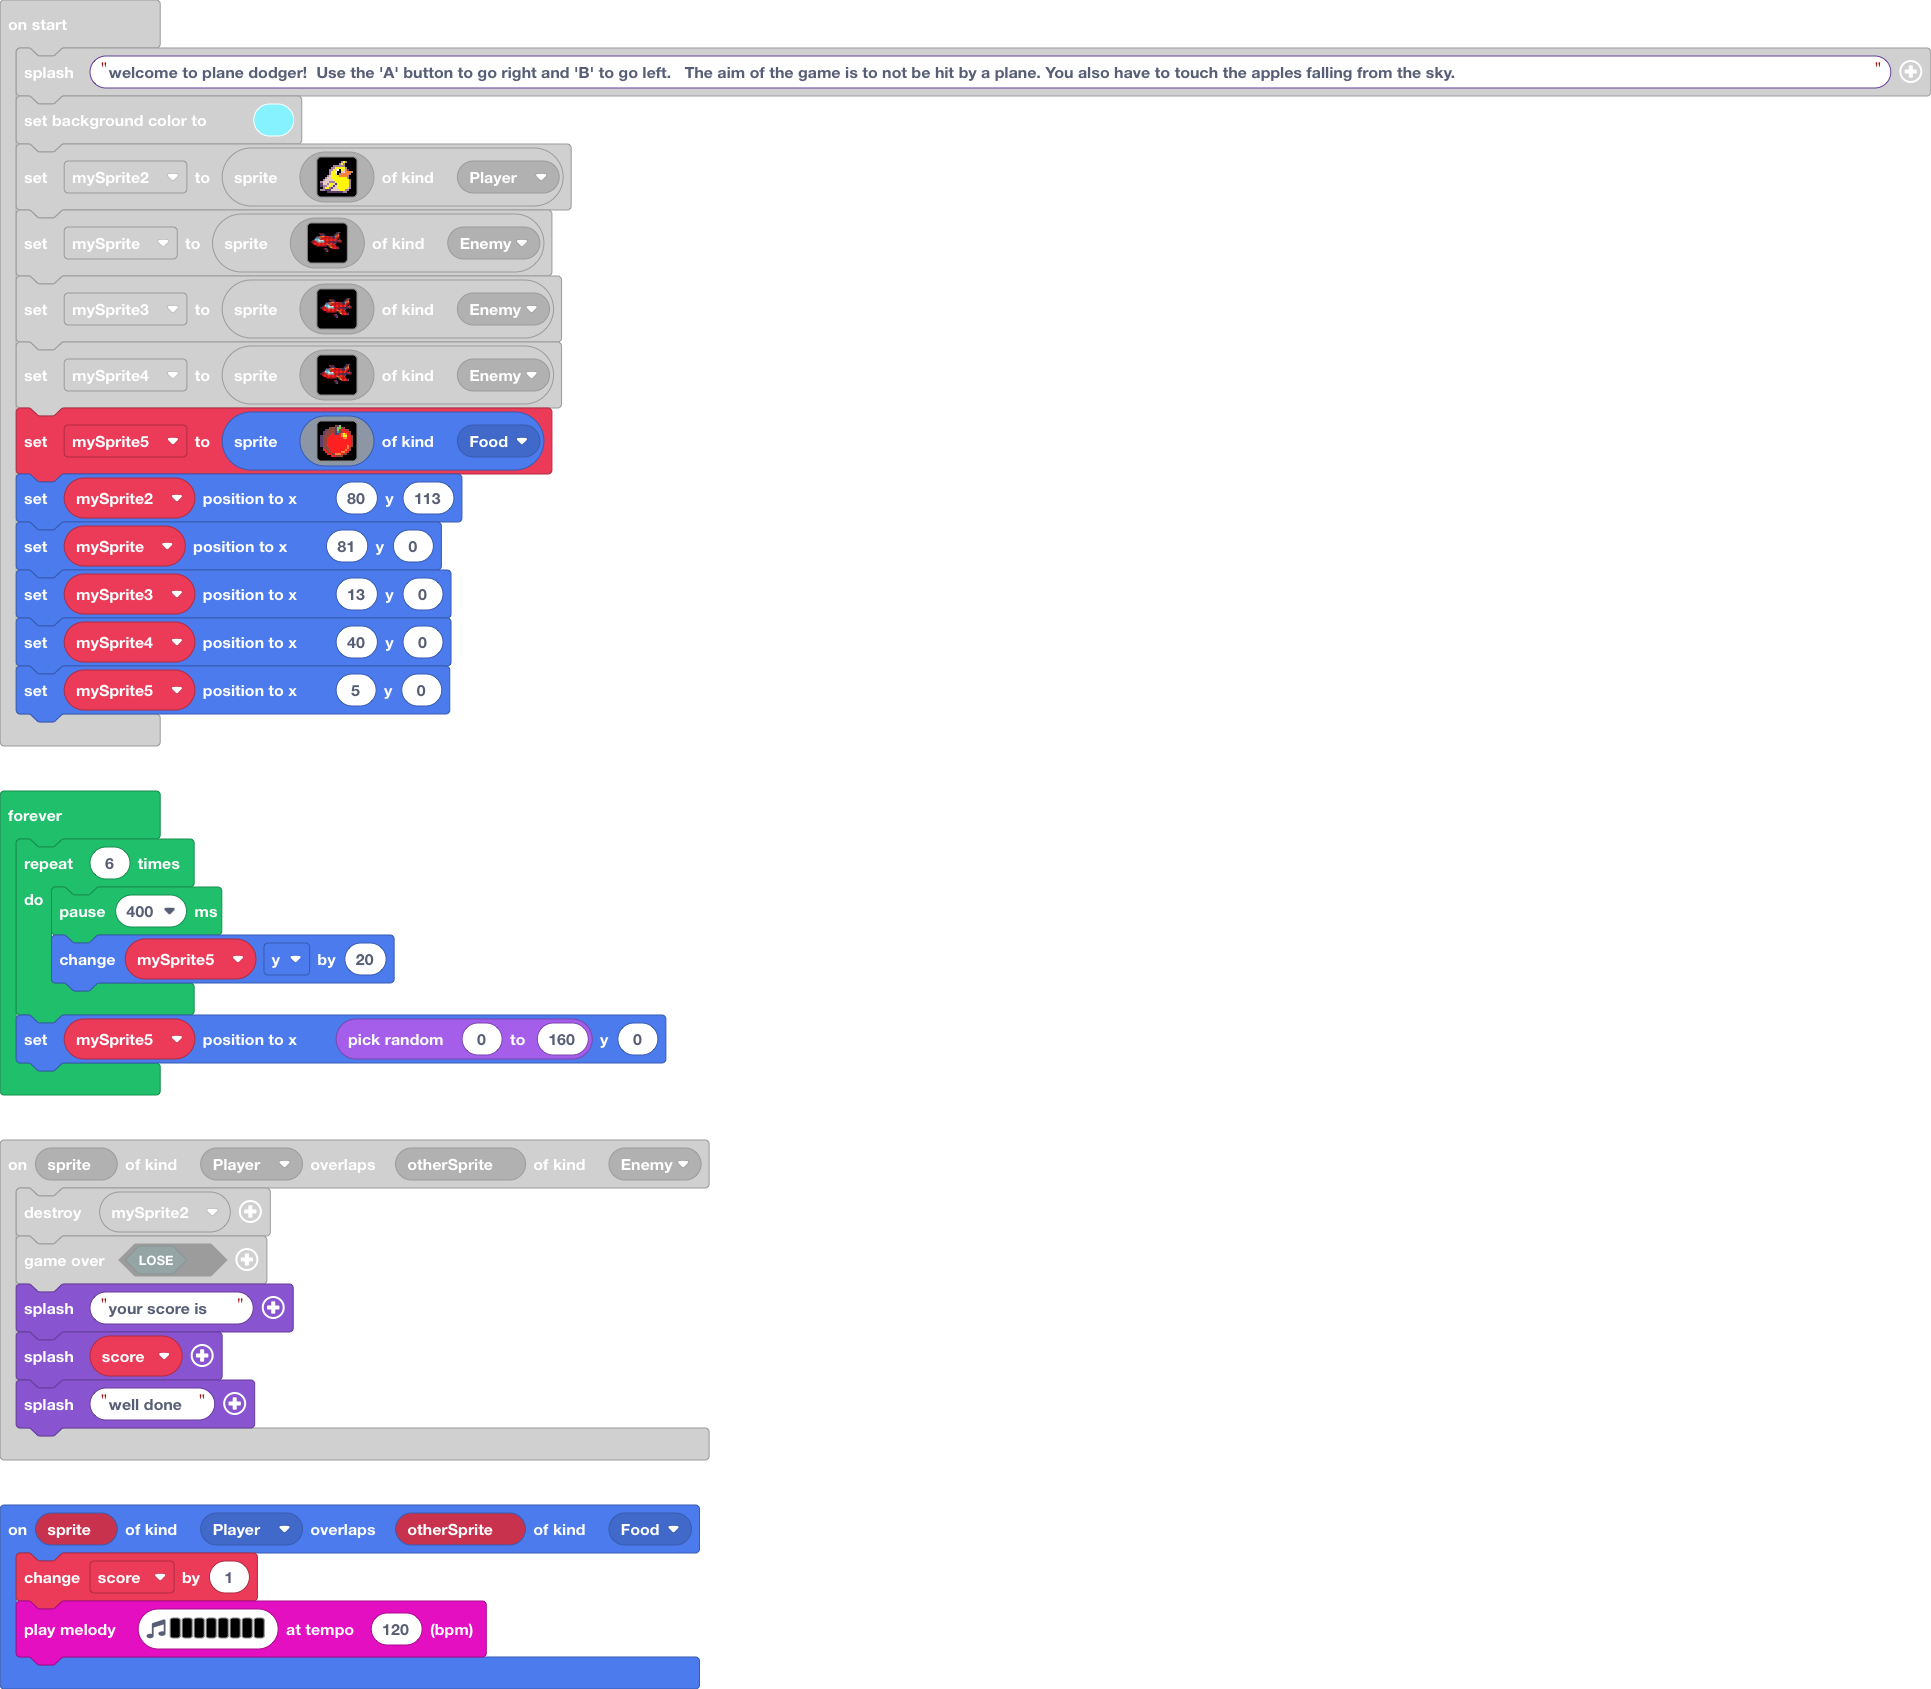 on start
splash "welcome to plane dodger!  Use the 'A' button to go right and 'B' to go left.   The aim of the game is to not be hit by a plane. You also have to touch the apples falling from the sky. "
set background color to
set mySprite2 to sprite of kind Player
set mySprite to sprite of kind Enemy
set mySprite3 to sprite of kind Enemy
set mySprite4 to sprite of kind Enemy
set mySprite5 to sprite of kind Food
set mySprite2 position to x 80 y 113
set mySprite position to x 81 y 0
set mySprite3 position to x 13 y 0
set mySprite4 position to x 40 y 0
set mySprite5 position to x 5 y 0
forever
repeat 6 times
do
pause 400 ms
change mySprite5 y by 20
set mySprite5 position to x pick random 0 to 160 y 0
on sprite of kind Player overlaps otherSprite of kind Enemy
destroy mySprite2
game over LOSE
splash "your score is "
splash score
splash "well done "
on sprite of kind Player overlaps otherSprite of kind Food
change score by 1
play melody at tempo 120 (bpm)